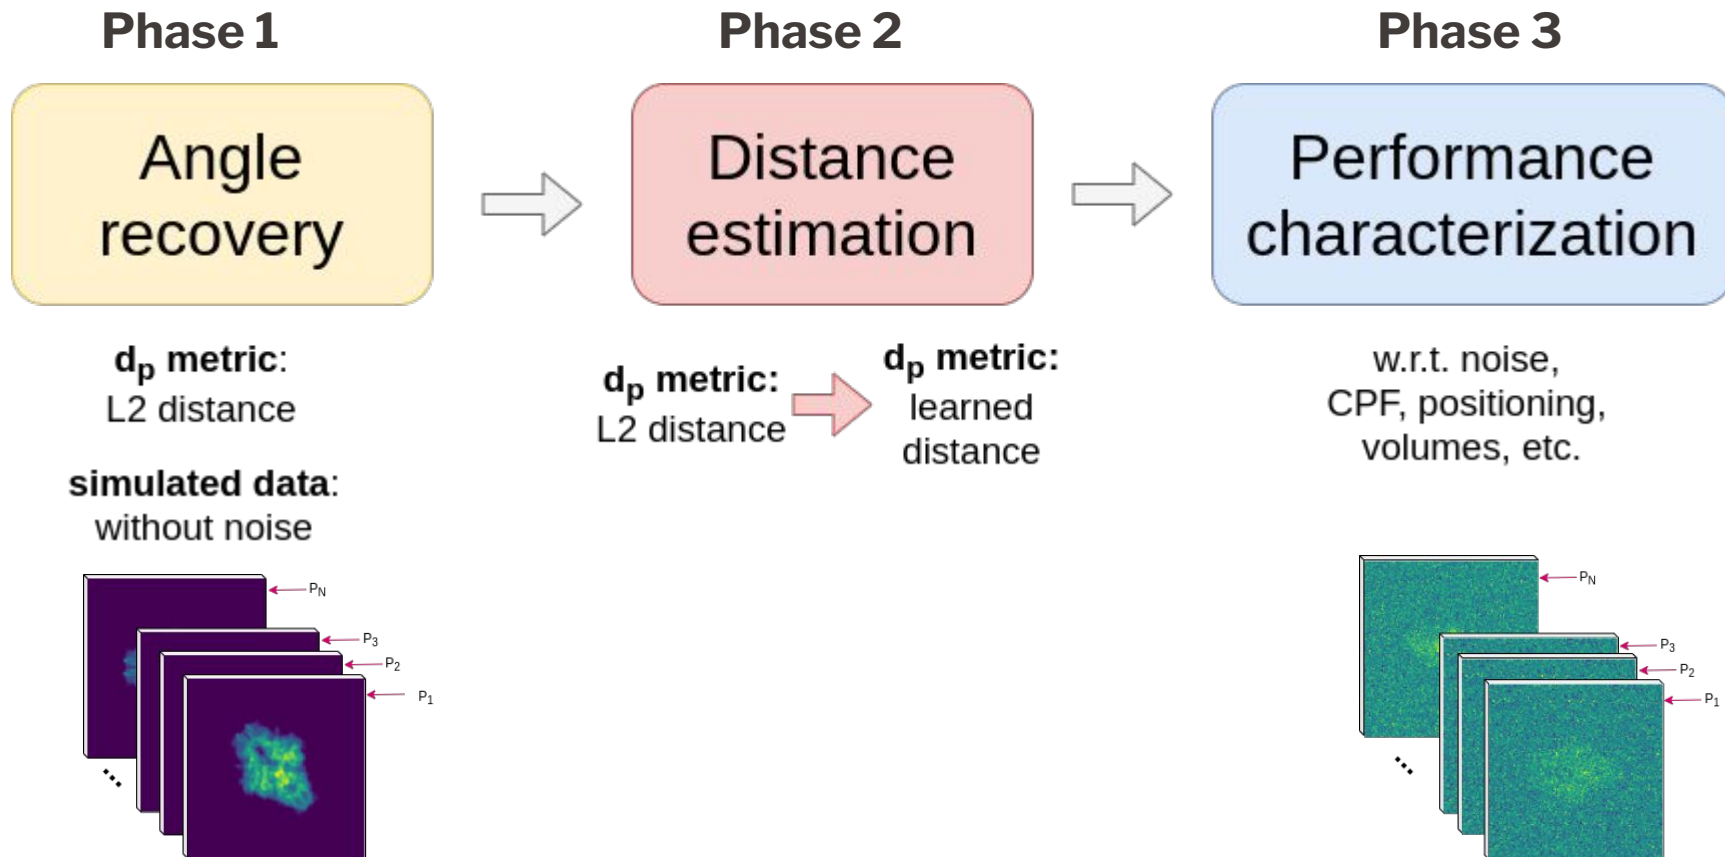 Phase 1
Angle
recovery
dp metric:
L2 distance
simulated data:
without noise
PN
P3
P2
P1
Phase 2
Distance
estimation
dp metric:
L2 distance
dp metric:
learned
distance
Phase 3
Performance
characterization
w.r.t. noise,
CPF, positioning,
volumes, etc.
PN
P3
P2
P1